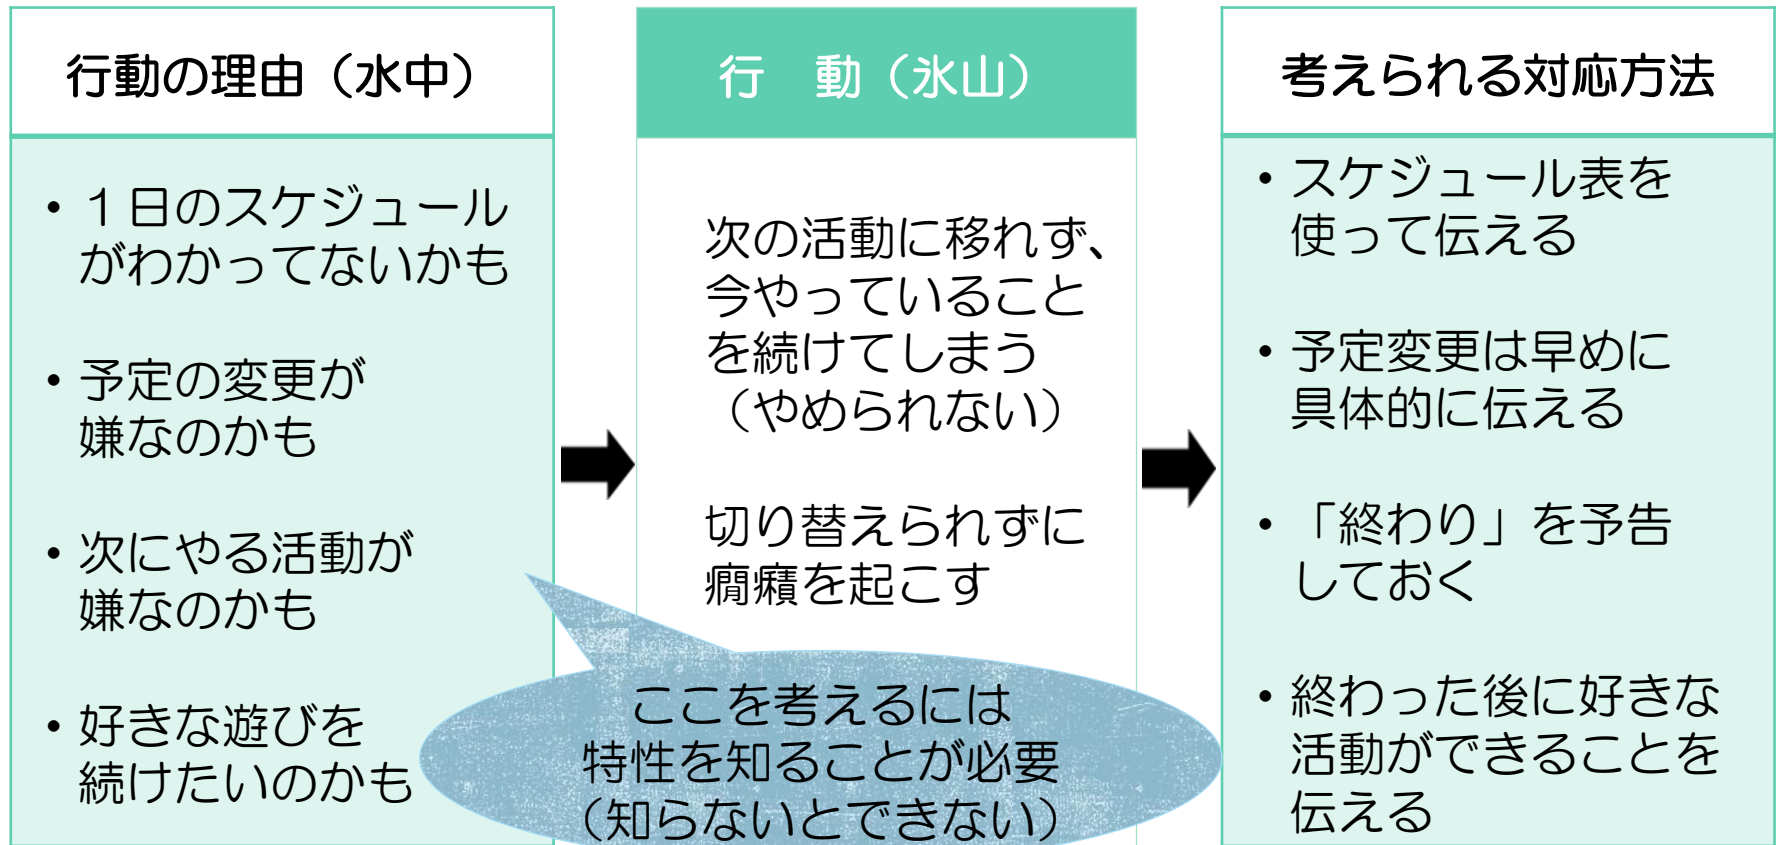 行動の理由（水中）
・１日のスケジュール
がわかってないかも
・予定の変更が
嫌なのかも
・次にやる活動が
嫌なのかも
・好きな遊びを
続けたいのかも
行　動（氷山）
次の活動に移れず、
今やっていること
を続けてしまう
（やめられない）
切り替えられずに
癇癪を起こす
ここを考えるには
特性を知ることが必要
（知らないとできない）
考えられる対応方法
・スケジュール表を
使って伝える
・予定変更は早めに
具体的に伝える
・「終わり」を予告
しておく
・終わった後に好きな
活動ができることを
伝える